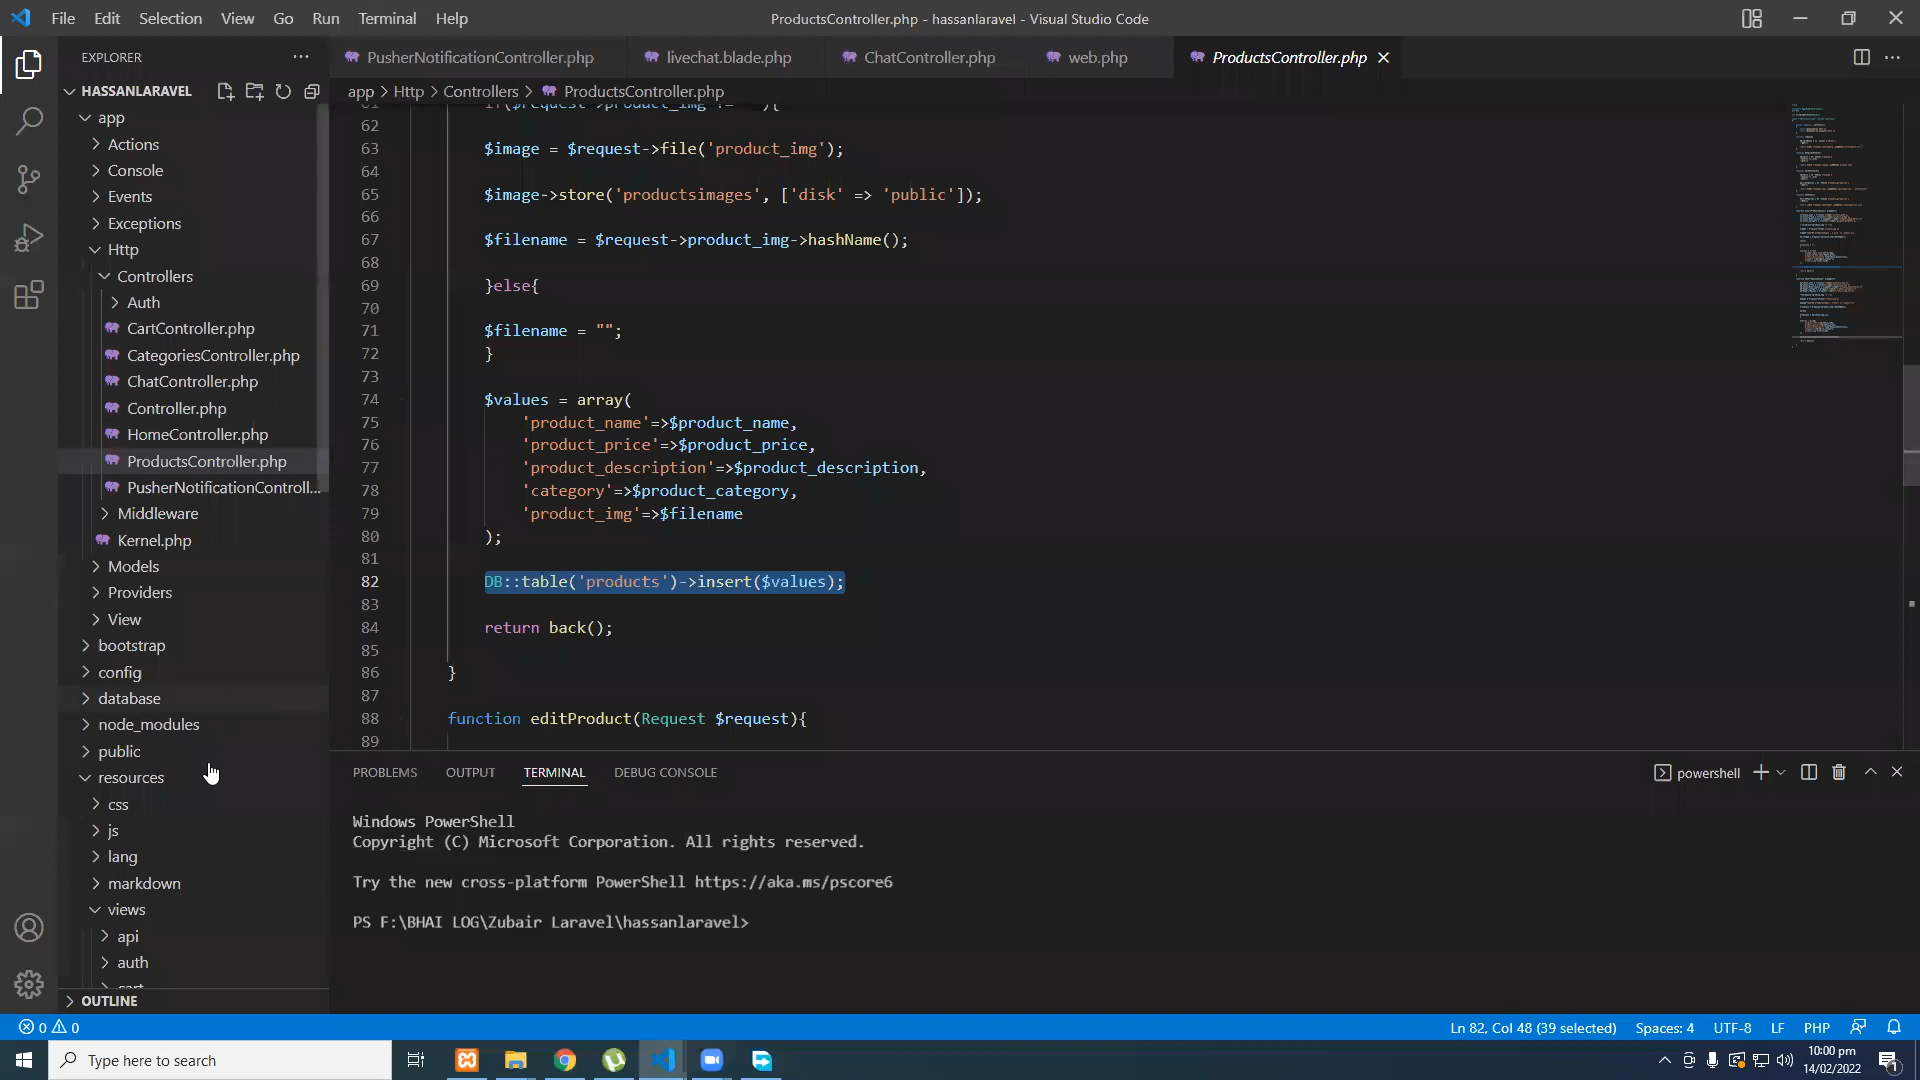 File Edit Selection View Go Run Terminal Help
ProductsController.php - hassanlaravel - Visual Studio Code
EXPLORER
PusherNotificationController.php
livechat.blade.php
ChatController.php
web.php
ProductsController.php
HASSANLARAVEL
app > Http > Controllers > ProductsController.php
app
Actions
Console
Events
Exceptions
Http
Controllers
Auth
CartController.php
CategoriesController.php
ChatController.php
Controller.php
HomeController.php
ProductsController.php
PusherNotificationControll...
Middleware
Kernel.php
Models
Providers
View
bootstrap
config
database
node_modules
public
resources
css
js
lang
markdown
views
api
auth
cart
OUTLINE
62
63 $image = $request->file('product_img');
64
65 $image->store('productsimages', ['disk' => 'public']);
66
67 $filename = $request->product_img->hashName();
68
69 }else{
70
71 $filename = "";
72 }
73
74 $values = array(
75 'product_name'=>$product_name,
76 'product_price'=>$product_price,
77 'product_description'=>$product_description,
78 'category'=>$product_category,
79 'product_img'=>$filename
80 );
81
82 DB::table('products')->insert($values);
83
84 return back();
85
86 }
87
88 function editProduct(Request $request){
89
PROBLEMS OUTPUT TERMINAL DEBUG CONSOLE
powershell
Windows PowerShell
Copyright (C) Microsoft Corporation. All rights reserved.
Try the new cross-platform PowerShell https://aka.ms/pscore6
PS F:\BHAI LOG\Zubair Laravel\hassanlaravel>
0 0
Ln 82, Col 48 (39 selected) Spaces: 4 UTF-8 LF PHP
Type here to search
10:00 pm
14/02/2022
1